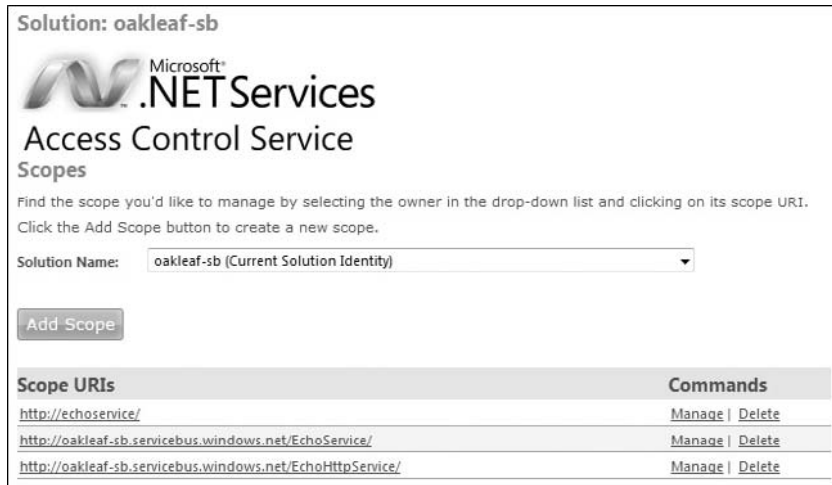 Solution: oakleaf-sb
Microsoft®
.NET Services
Access Control Service
Scopes
Find the scope you'd like to manage by selecting the owner in the drop-down list and clicking on its scope URI.
Click the Add Scope button to create a new scope.
Solution Name: oakleaf-sb (Current Solution Identity)
Add Scope
Scope URIs Commands
http://echoservice/ Manage | Delete
http://oakleaf-sb.servicebus.windows.net/EchoService/ Manage | Delete
http://oakleaf-sb.servicebus.windows.net/EchoHttpService/ Manage | Delete